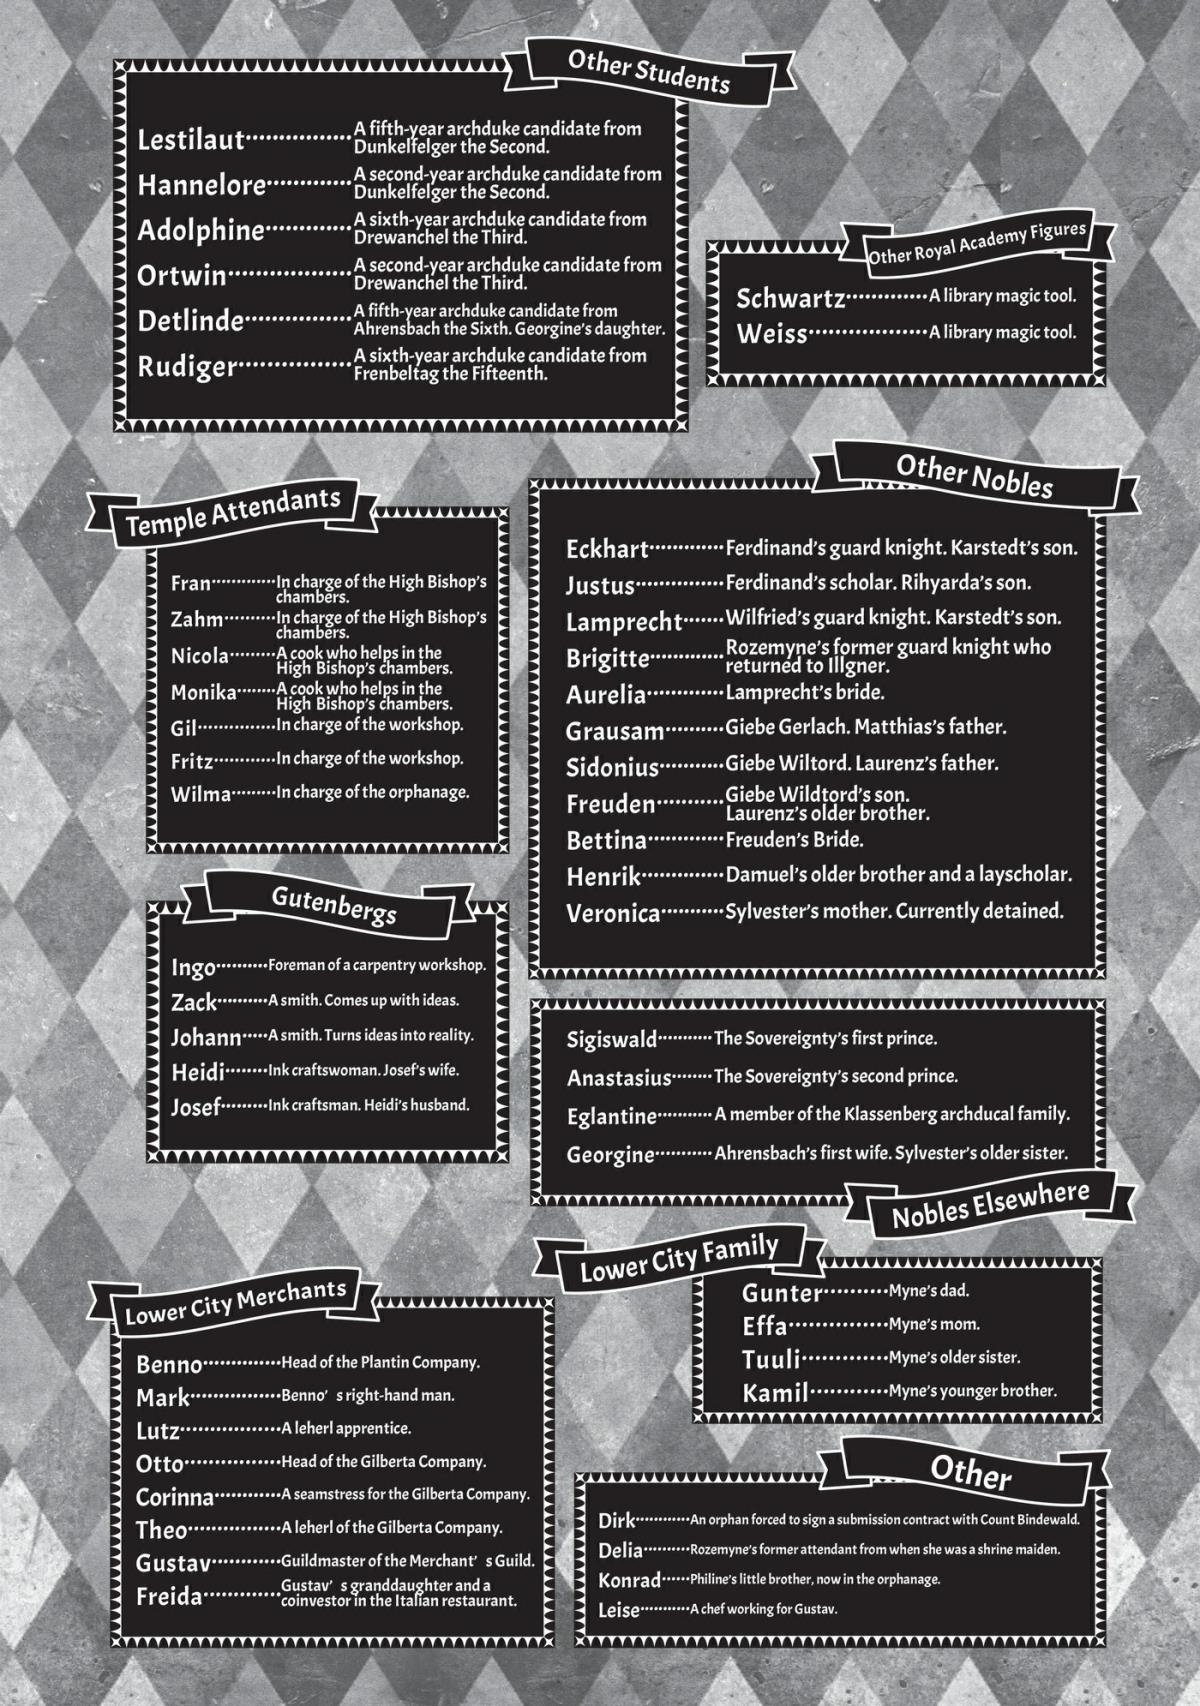 Other Students
Lestilaut················A fifth-year archduke candidate from
Dunkelfelger the Second.
Hannelore·············A second-year archduke candidate from
Dunkelfelger the Second.
Adolphine·············A sixth-year archduke candidate from
Drewanchel the Third.
Ortwin··················A second-year archduke candidate from
Drewanchel the Third.
Detlinde················A fifth-year archduke candidate from
Ahrensbach the Sixth. Georgine's daughter.
Rudiger·················A sixth-year archduke candidate from
Frenbeltag the Fifteenth.
Other Royal Academy Figures
Schwartz·············A library magic tool.
Weiss··················A library magic tool.
Temple Attendants
Fran·············In charge of the High Bishop's
chambers.
Zahm··········In charge of the High Bishop's
chambers.
Nicola·········A cook who helps in the
High Bishop's chambers.
Monika·······A cook who helps in the
High Bishop's chambers.
Gil···············In charge of the workshop.
Fritz············In charge of the workshop.
Wilma·········In charge of the orphanage.
Other Nobles
Eckhart············Ferdinand's guard knight. Karstedt's son.
Justus··············Ferdinand's scholar. Rihyarda's son.
Lamprecht·······Wilfried's guard knight. Karstedt's son.
Brigitte············Rozemyne's former guard knight who
returned to Illgner.
Aurelia············Lamprecht's bride.
Grausam·········Giebe Gerlach. Matthias's father.
Sidonius··········Giebe Wiltord. Laurenz's father.
Freuden··········Giebe Wildtord's son.
Laurenz's older brother.
Bettina············Freuden's Bride.
Henrik·············Damuel's older brother and a layscholar.
Veronica··········Sylvester's mother. Currently detained.
Gutenbergs
Ingo··········Foreman of a carpentry workshop.
Zack··········A smith. Comes up with ideas.
Johann·····A smith. Turns ideas into reality.
Heidi········Ink craftswoman. Josef's wife.
Josef·········Ink craftsman. Heidi's husband.
Sigiswald···········The Sovereignty's first prince.
Anastasius········The Sovereignty's second prince.
Eglantine···········A member of the Klassenberg archducal family.
Georgine···········Ahrensbach's first wife. Sylvester's older sister.
Nobles Elsewhere
Lower City Family
Gunter··········Myne's dad.
Effa···············Myne's mom.
Tuuli·············Myne's older sister.
Kamil············Myne's younger brother.
Lower City Merchants
Benno··············Head of the Plantin Company.
Mark················Benno’ s right-hand man.
Lutz··················A leherl apprentice.
Otto·················Head of the Gilberta Company.
Corinna············A seamstress for the Gilberta Company.
Theo·················A leherl of the Gilberta Company.
Gustav·············Guildmaster of the Merchant’ s Guild.
Freida··············Gustav’ s granddaughter and a
coinvestor in the Italian restaurant.
Other
Dirk············An orphan forced to sign a submission contract with Count Bindewald.
Delia··········Rozemyne's former attendant from when she was a shrine maiden.
Konrad······Philine's little brother, now in the orphanage.
Leise···········A chef working for Gustav.